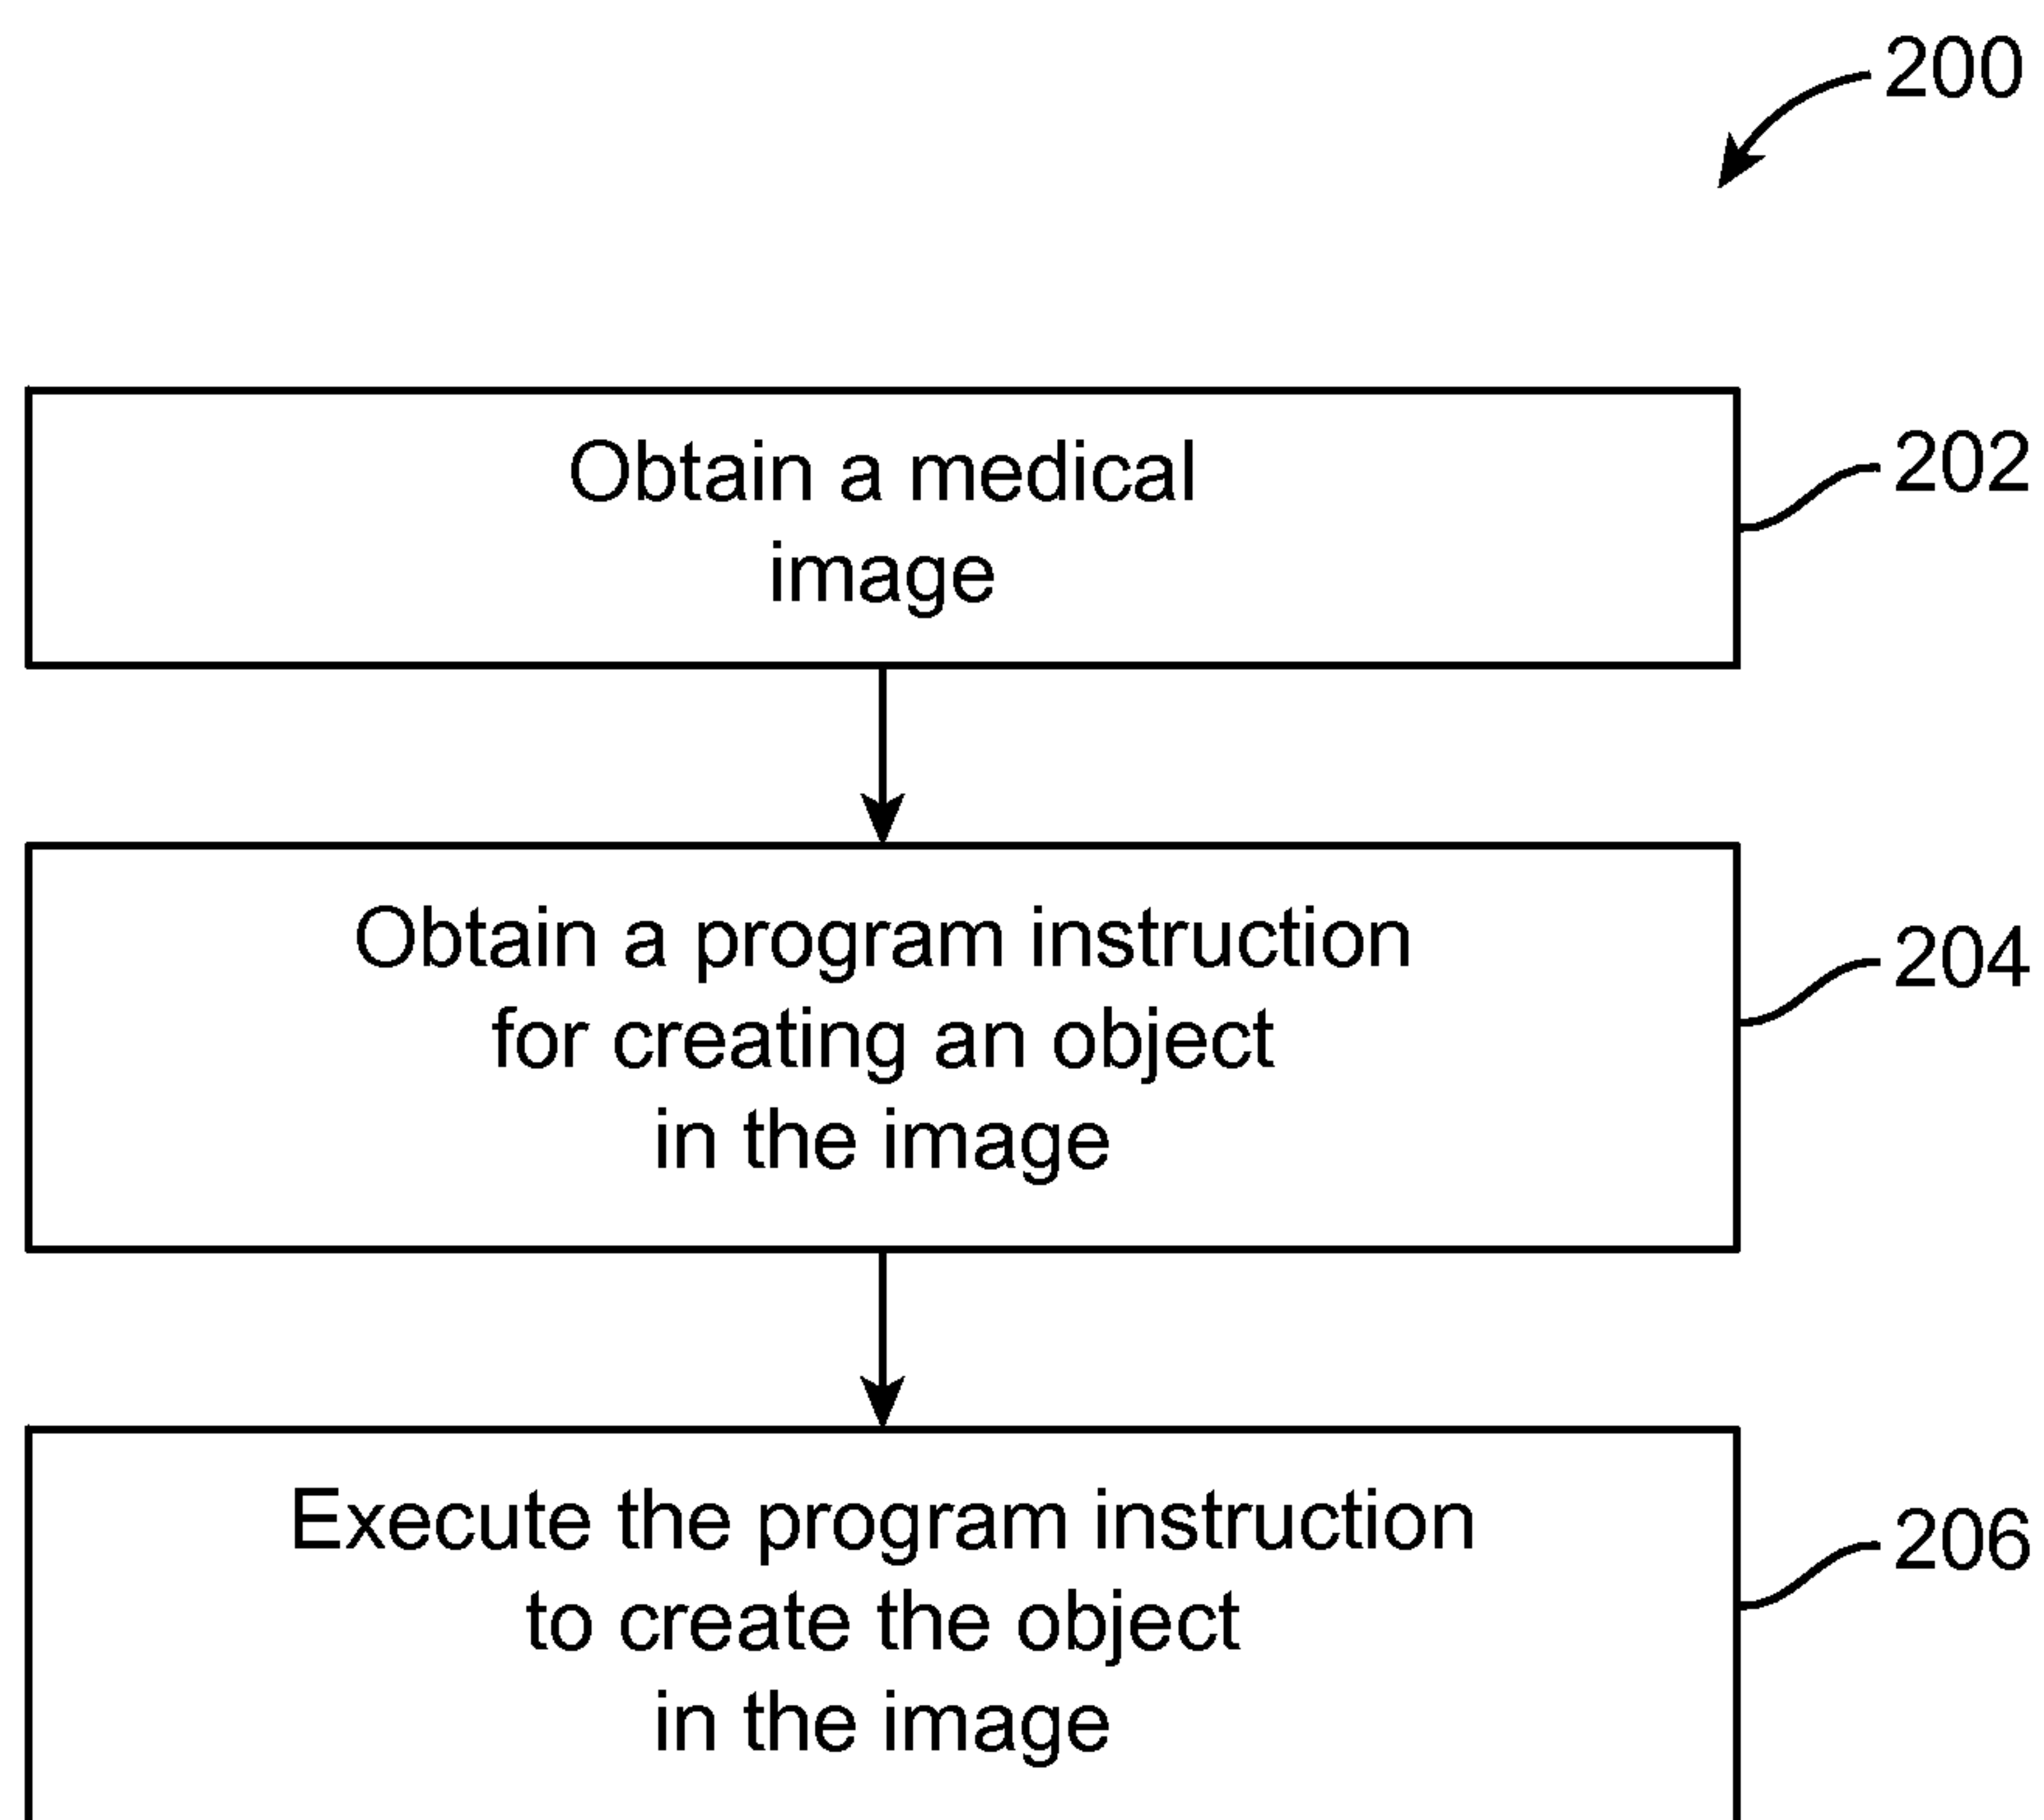 200
Obtain a medical
image
202
Obtain a program instruction
for creating an object
in the image
204
Execute the program instruction
to create the object
in the image
206